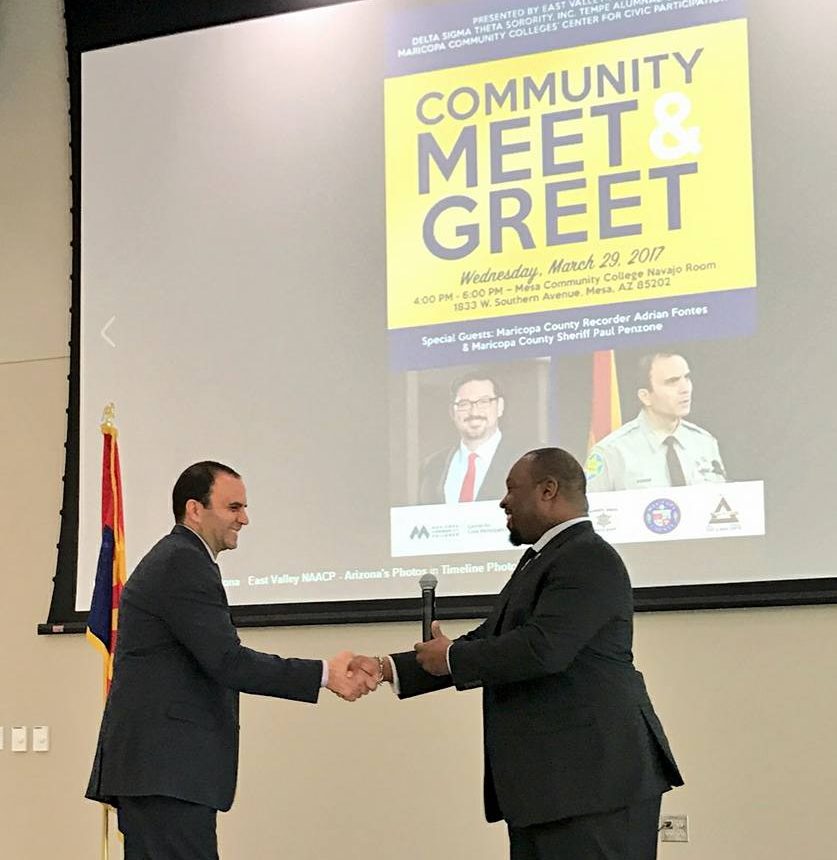 PRESENTED BY EAST VALLEY
DELTA SIGMA THETA SORORITY, INC. TEMPE ALUMNAE
MARICOPA COMMUNITY COLLEGES' CENTER FOR CIVIC PARTICIPATION
COMMUNITY
MEET &
GREET
Wednesday, March 29, 2017
4:00 PM - 6:00 PM – Mesa Community College Navajo Room
1833 W. Southern Avenue, Mesa, AZ 85202
Special Guests: Maricopa County Recorder Adrian Fontes
& Maricopa County Sheriff Paul Penzone
East Valley NAACP - Arizona's Photos in Timeline Photo